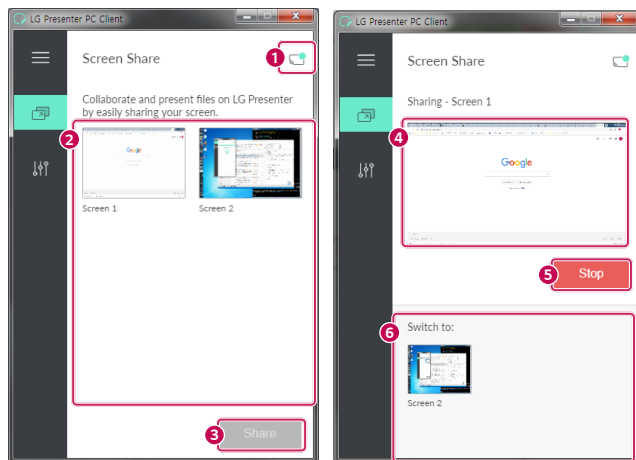 LG Presenter PC Client
Screen Share
1
Collaborate and present files on LG Presenter
by easily sharing your screen.
2
Google
Screen 1
Screen 2
3
Share
LG Presenter PC Client
Screen Share
Sharing - Screen 1
4
Google
5
Stop
6
Switch to:
Screen 2